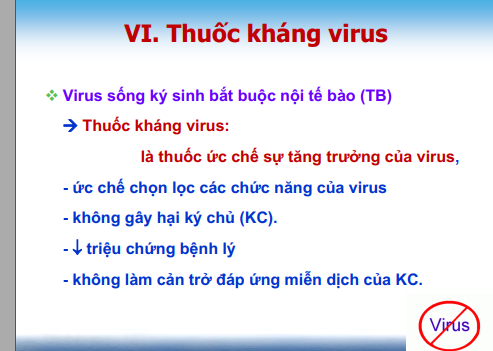 VI. Thuốc kháng virus
❖ Virus sống ký sinh bắt buộc nội tế bào (TB)
→ Thuốc kháng virus:
là thuốc ức chế sự tăng trưởng của virus,
- ức chế chọn lọc các chức năng của virus
- không gây hại ký chủ (KC).
- ↓ triệu chứng bệnh lý
- không làm cản trở đáp ứng miễn dịch của KC.
Virus